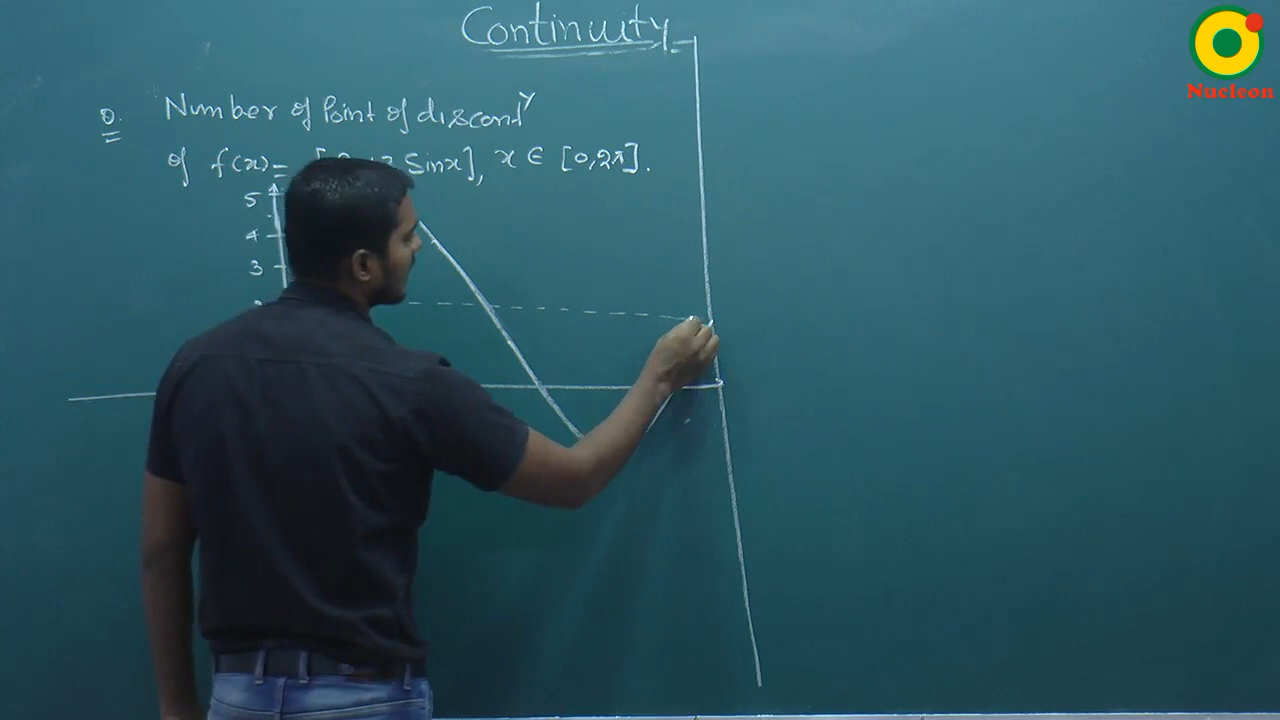 Continuity
Q. Number of Point of discont^y
of f(x) = [ Sinx], x ∈ [0,2π].
5
4
3
Nucleon